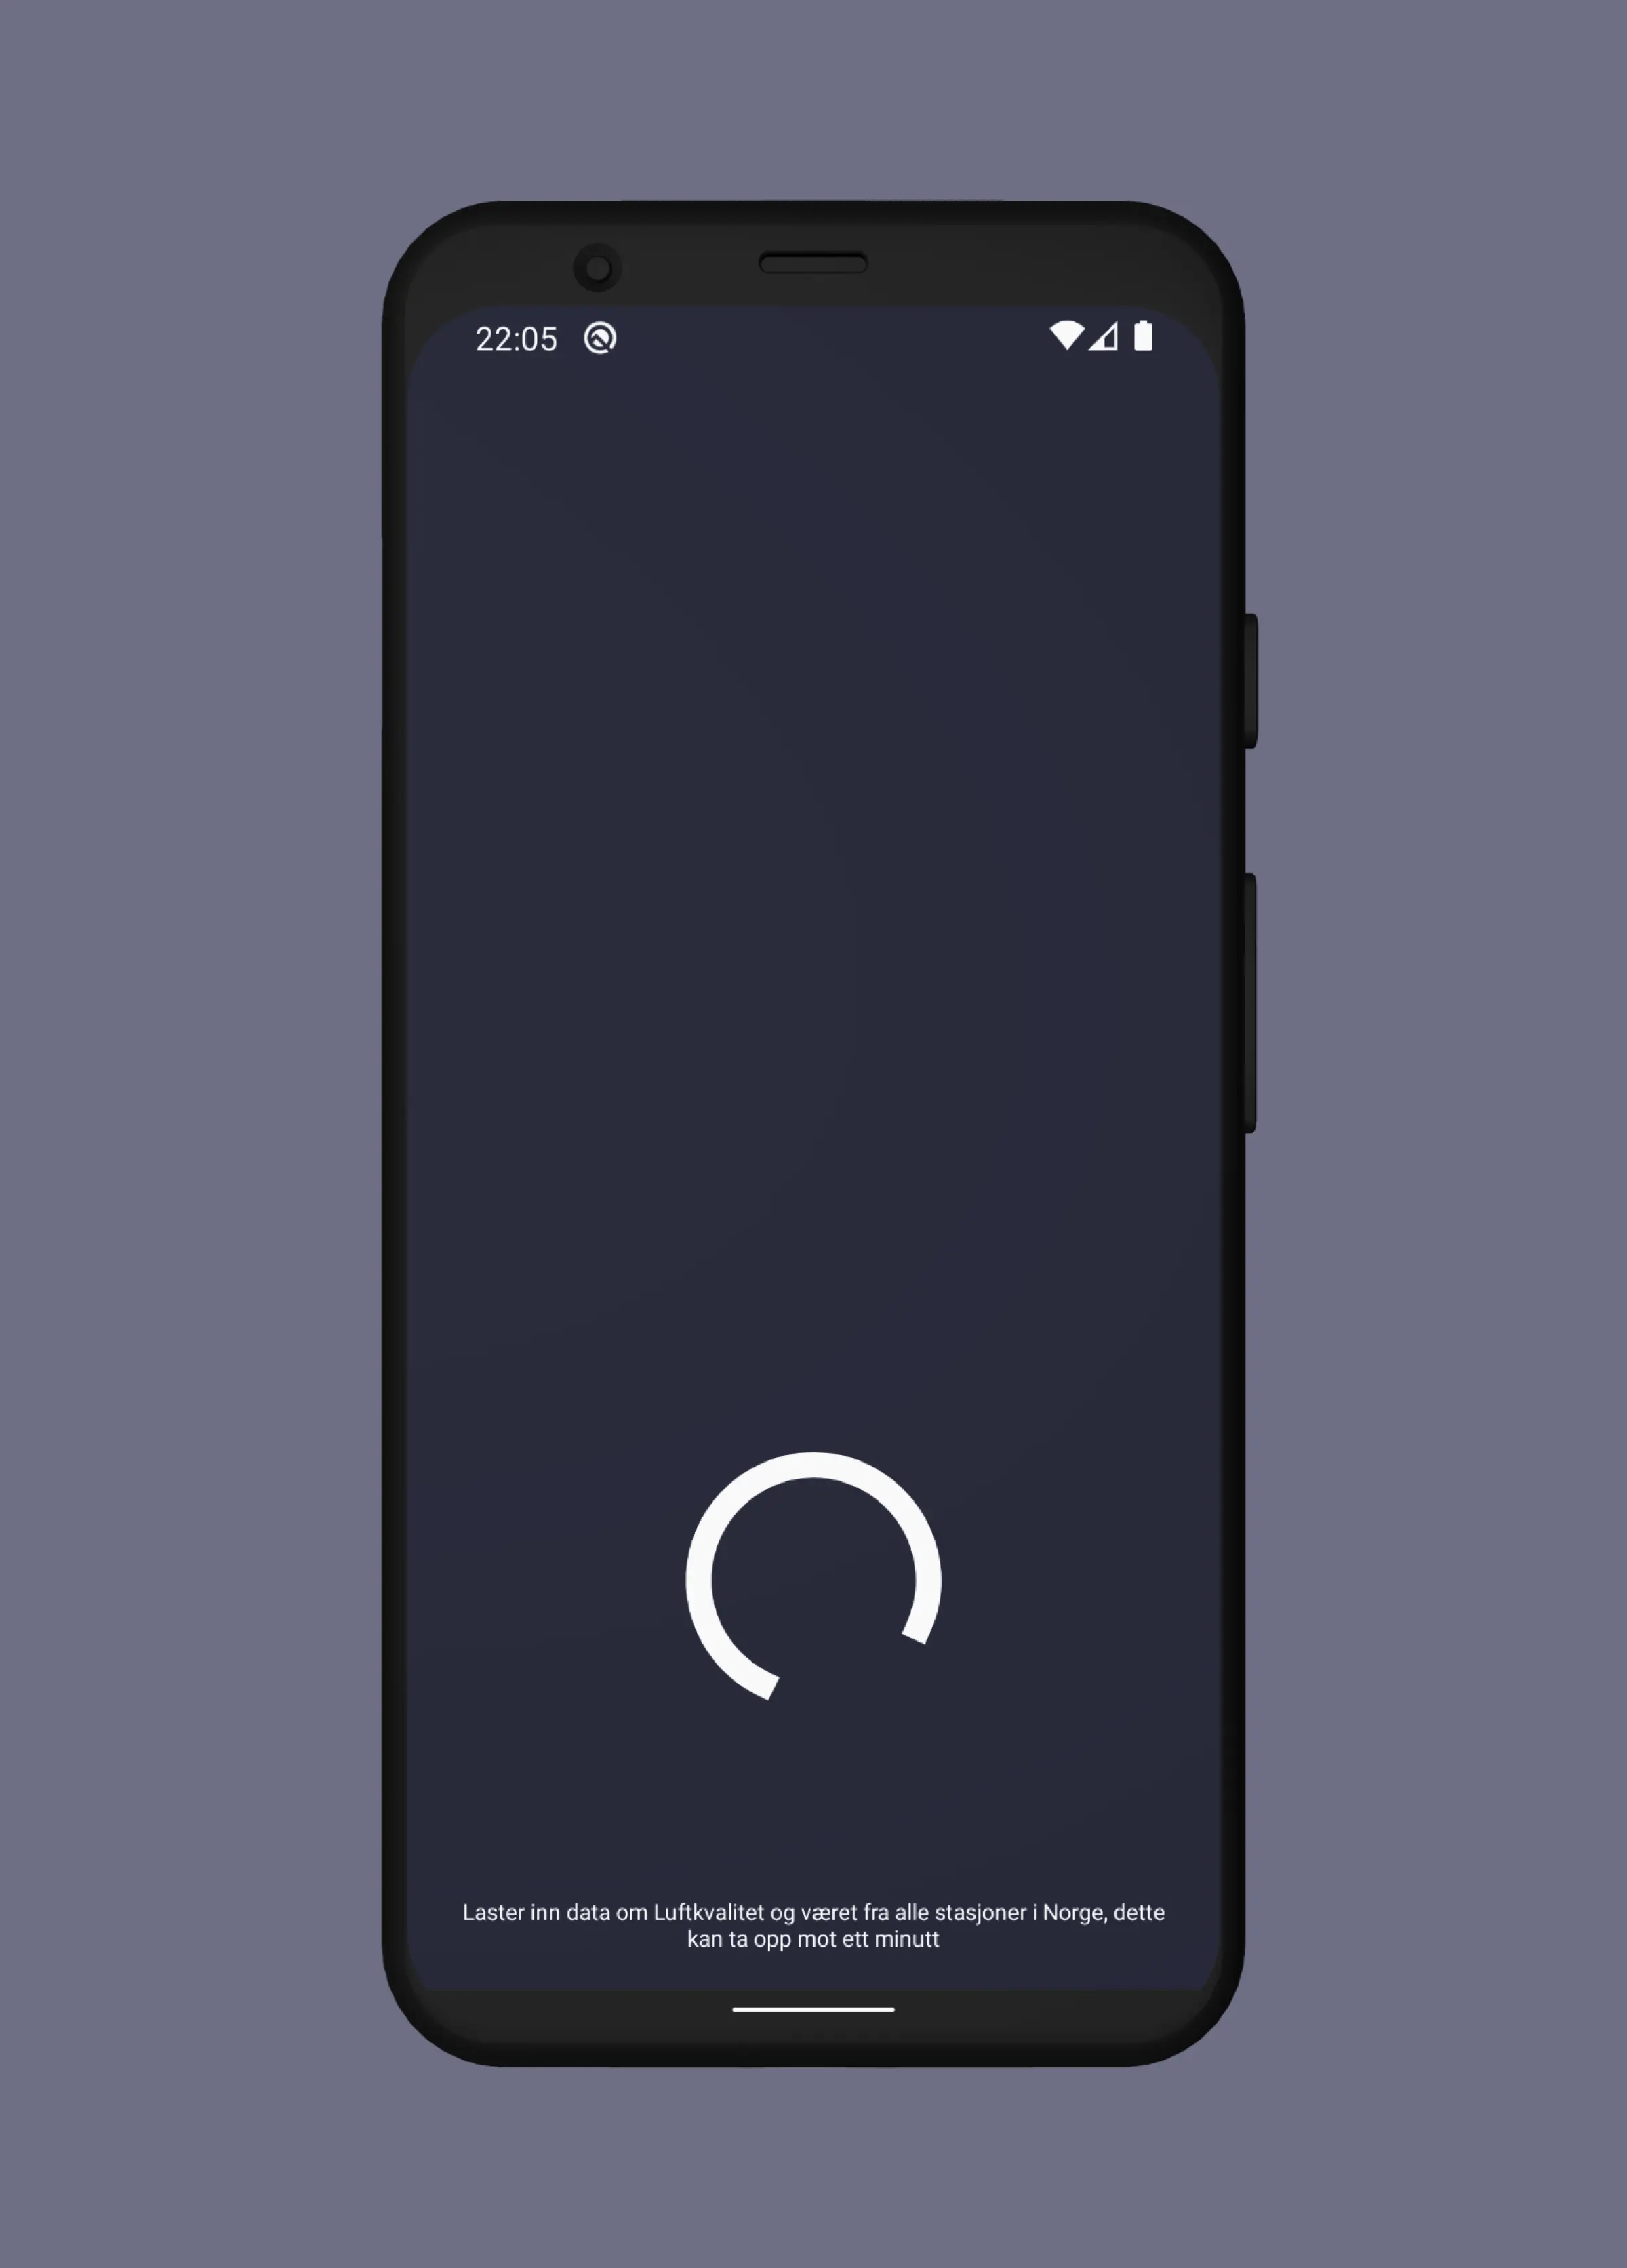 22:05
Laster inn data om Luftkvalitet og været fra alle stasjoner i Norge, dette
kan ta opp mot ett minutt